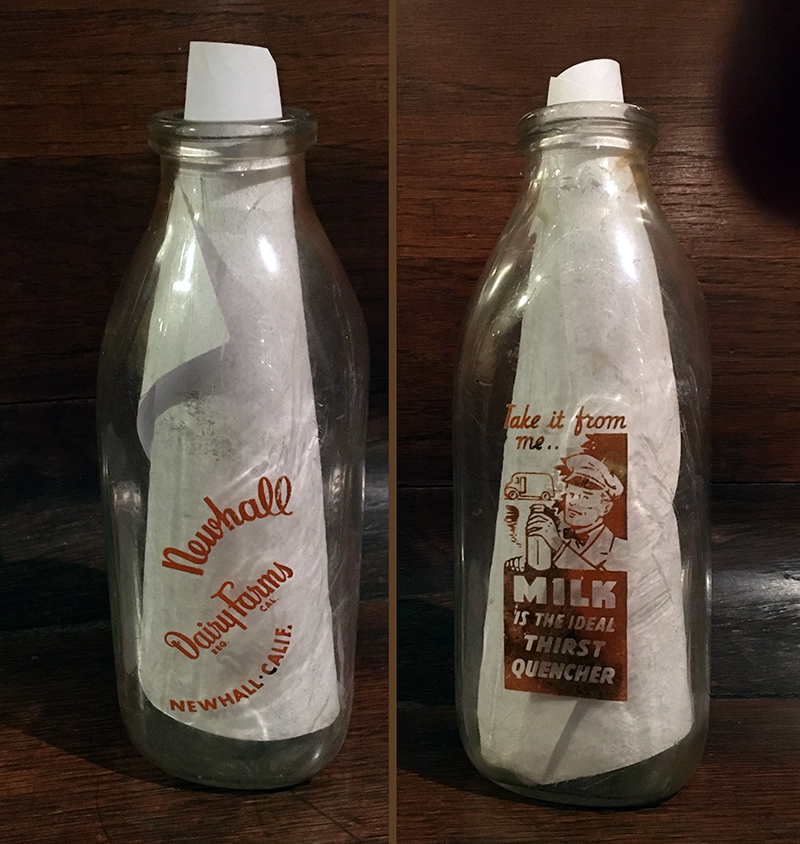 Newhall
Dairy Farms
REG. CAL.
NEWHALL · CALIF.
Take it from
me..
MILK
IS THE IDEAL
THIRST
QUENCHER